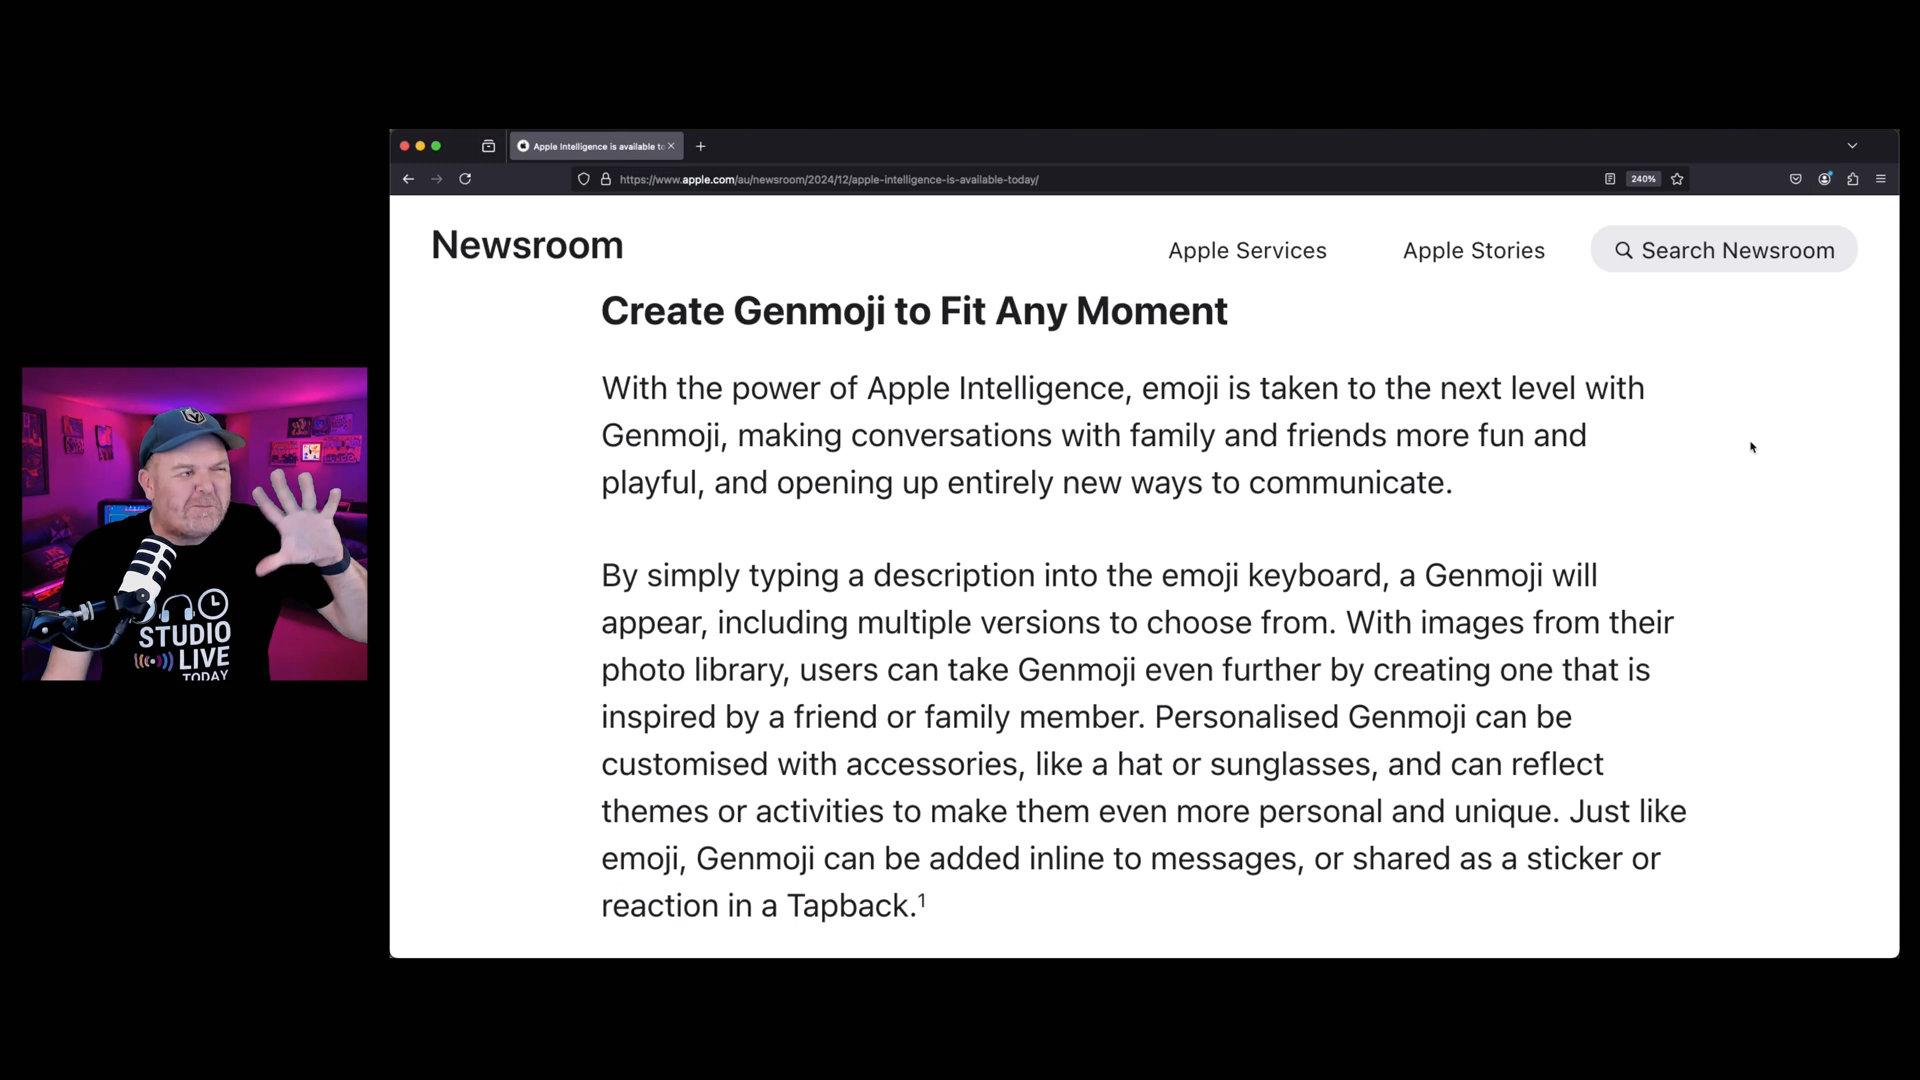 Apple Intelligence is available to
https://www.apple.com/au/newsroom/2024/12/apple-intelligence-is-available-today/
240%
Newsroom
Apple Services
Apple Stories
Search Newsroom
Create Genmoji to Fit Any Moment
With the power of Apple Intelligence, emoji is taken to the next level with
Genmoji, making conversations with family and friends more fun and
playful, and opening up entirely new ways to communicate.
By simply typing a description into the emoji keyboard, a Genmoji will
appear, including multiple versions to choose from. With images from their
photo library, users can take Genmoji even further by creating one that is
inspired by a friend or family member. Personalised Genmoji can be
customised with accessories, like a hat or sunglasses, and can reflect
themes or activities to make them even more personal and unique. Just like
emoji, Genmoji can be added inline to messages, or shared as a sticker or
reaction in a Tapback.¹
STUDIO
LIVE
TODAY